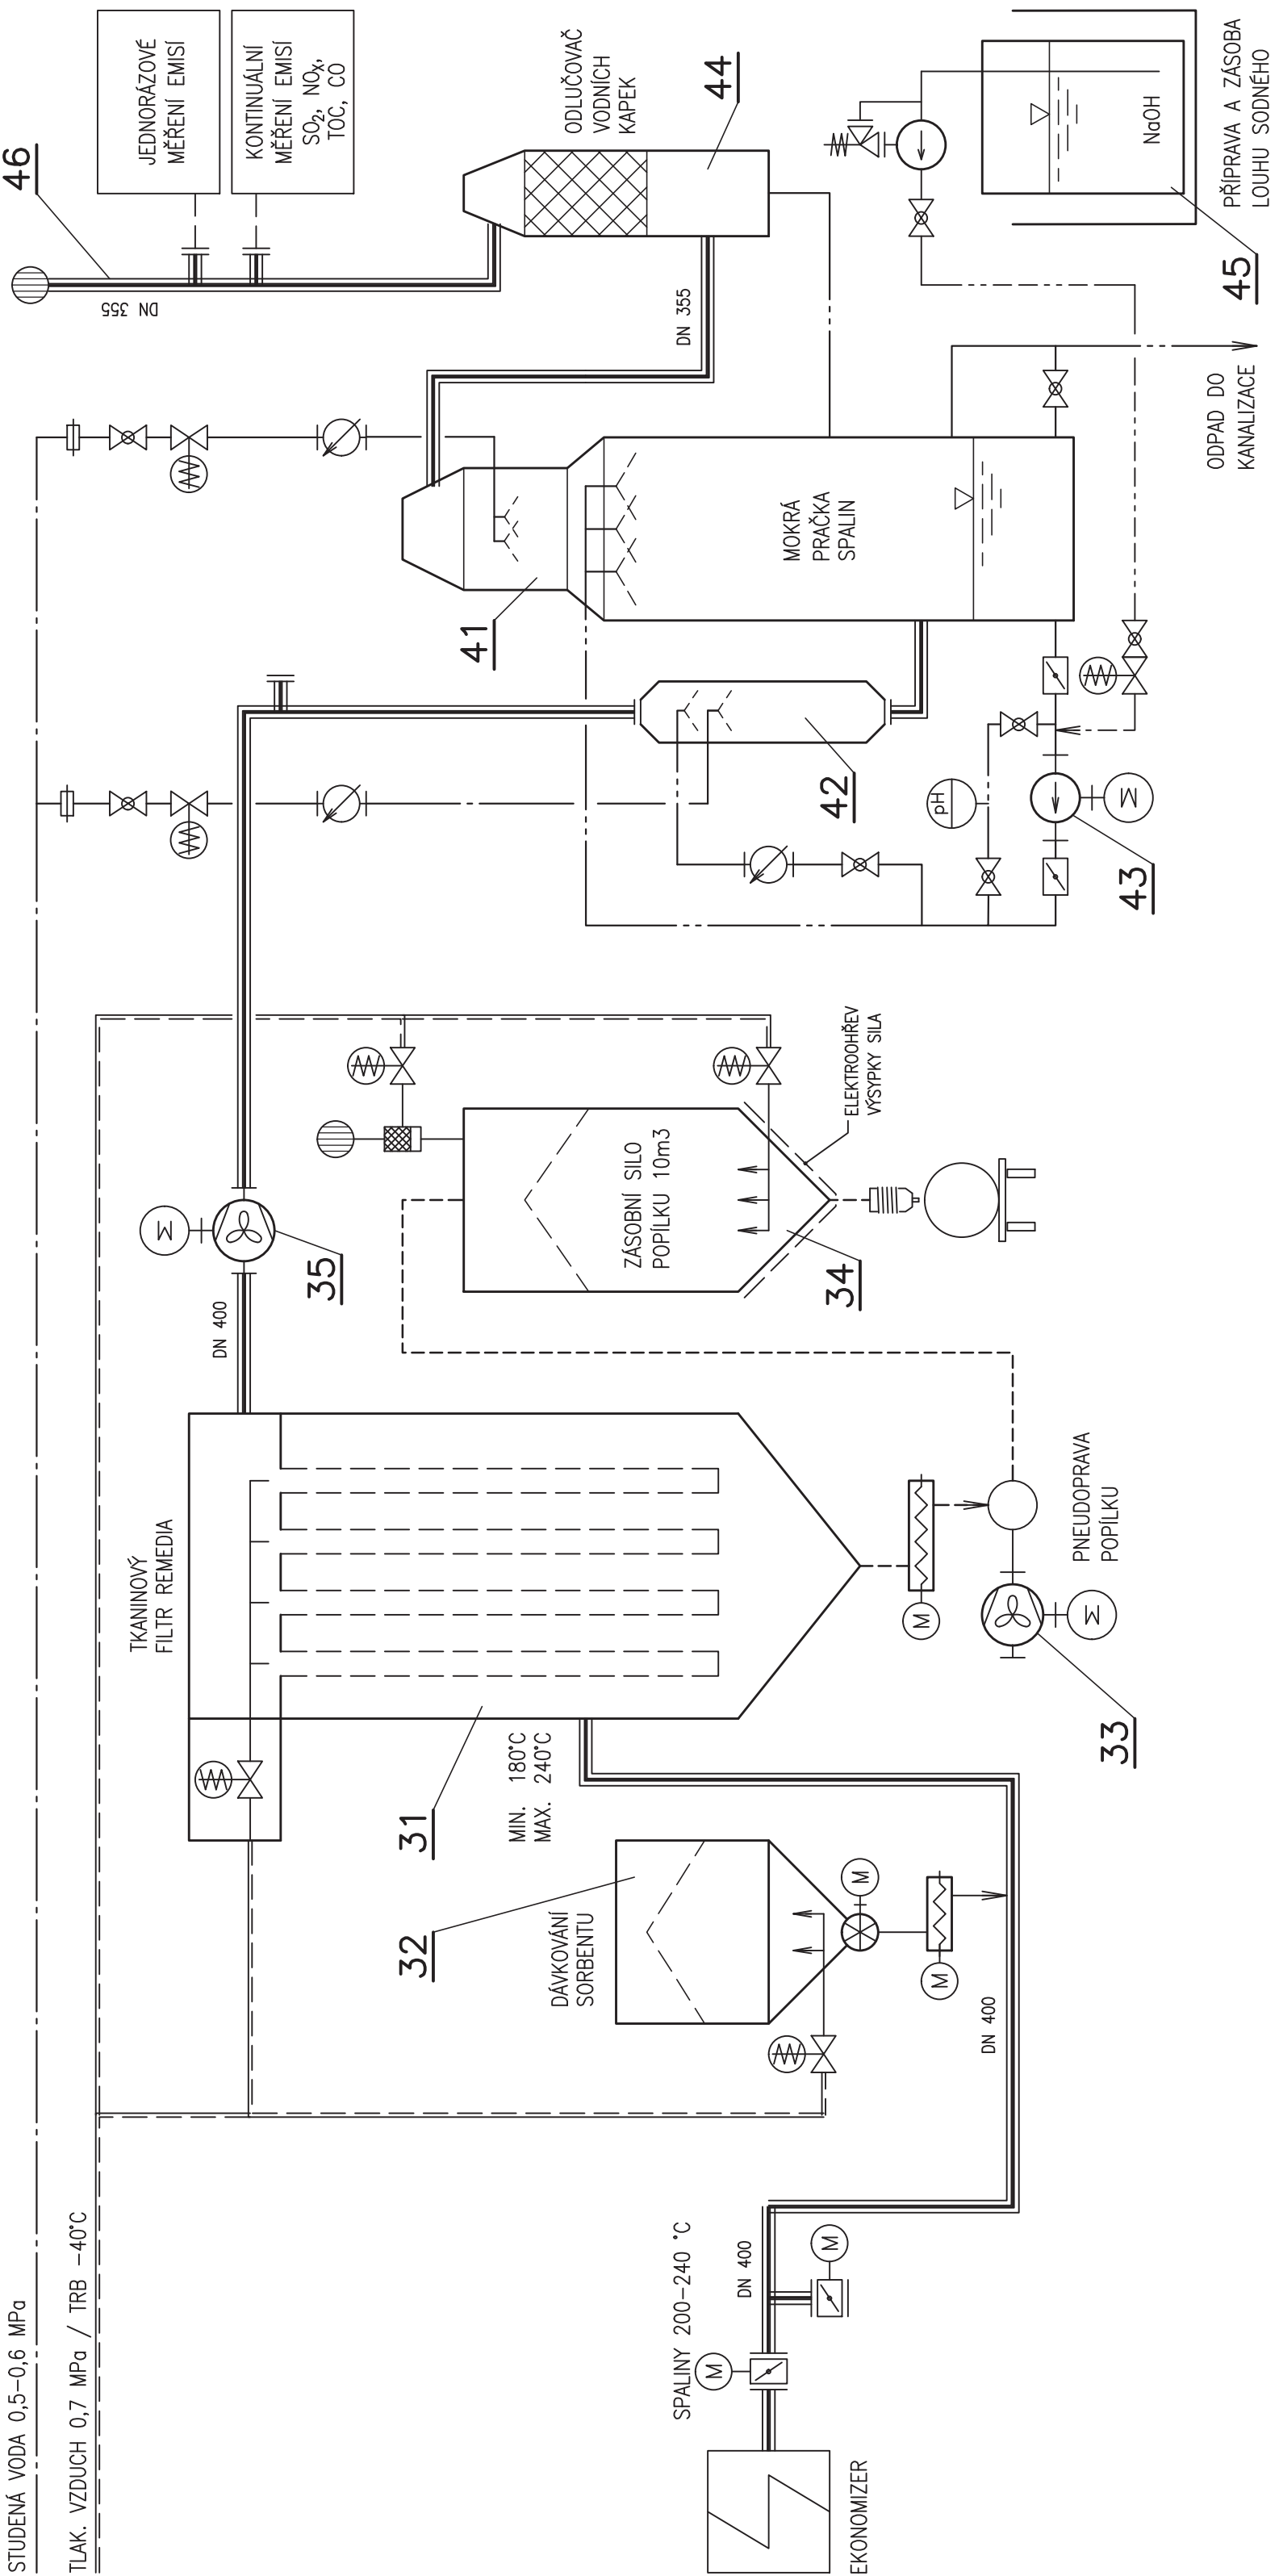 STUDENÁ VODA 0,5-0,6 MPa
TLAK. VZDUCH 0,7 MPa / TRB -40°C
EKONOMIZER
SPALINY 200-240 °C
M
DN 400
M
DN 400
DÁVKOVÁNÍ
SORBENTU
32
M
M
31
MIN. 180°C
MAX. 240°C
TKANINOVÝ
FILTR REMEDIA
M
M
33
PNEUDOPRAVA
POPÍLKU
DN 400
M
35
ZÁSOBNÍ SILO
POPÍLKU 10m3
34
ELEKTROOHŘEV
VÝSYPKY SILA
42
pH
M
43
41
MOKRÁ
PRAČKA
SPALIN
ODPAD DO
KANALIZACE
DN 355
DN 355
46
JEDNORÁZOVÉ
MĚŘENÍ EMISÍ
KONTINUÁLNÍ
MĚŘENÍ EMISÍ
SO2, NOX,
TOC, CO
ODLUČOVAČ
VODNÍCH
KAPEK
44
NaOH
45
PŘÍPRAVA A ZÁSOBA
LOUHU SODNÉHO